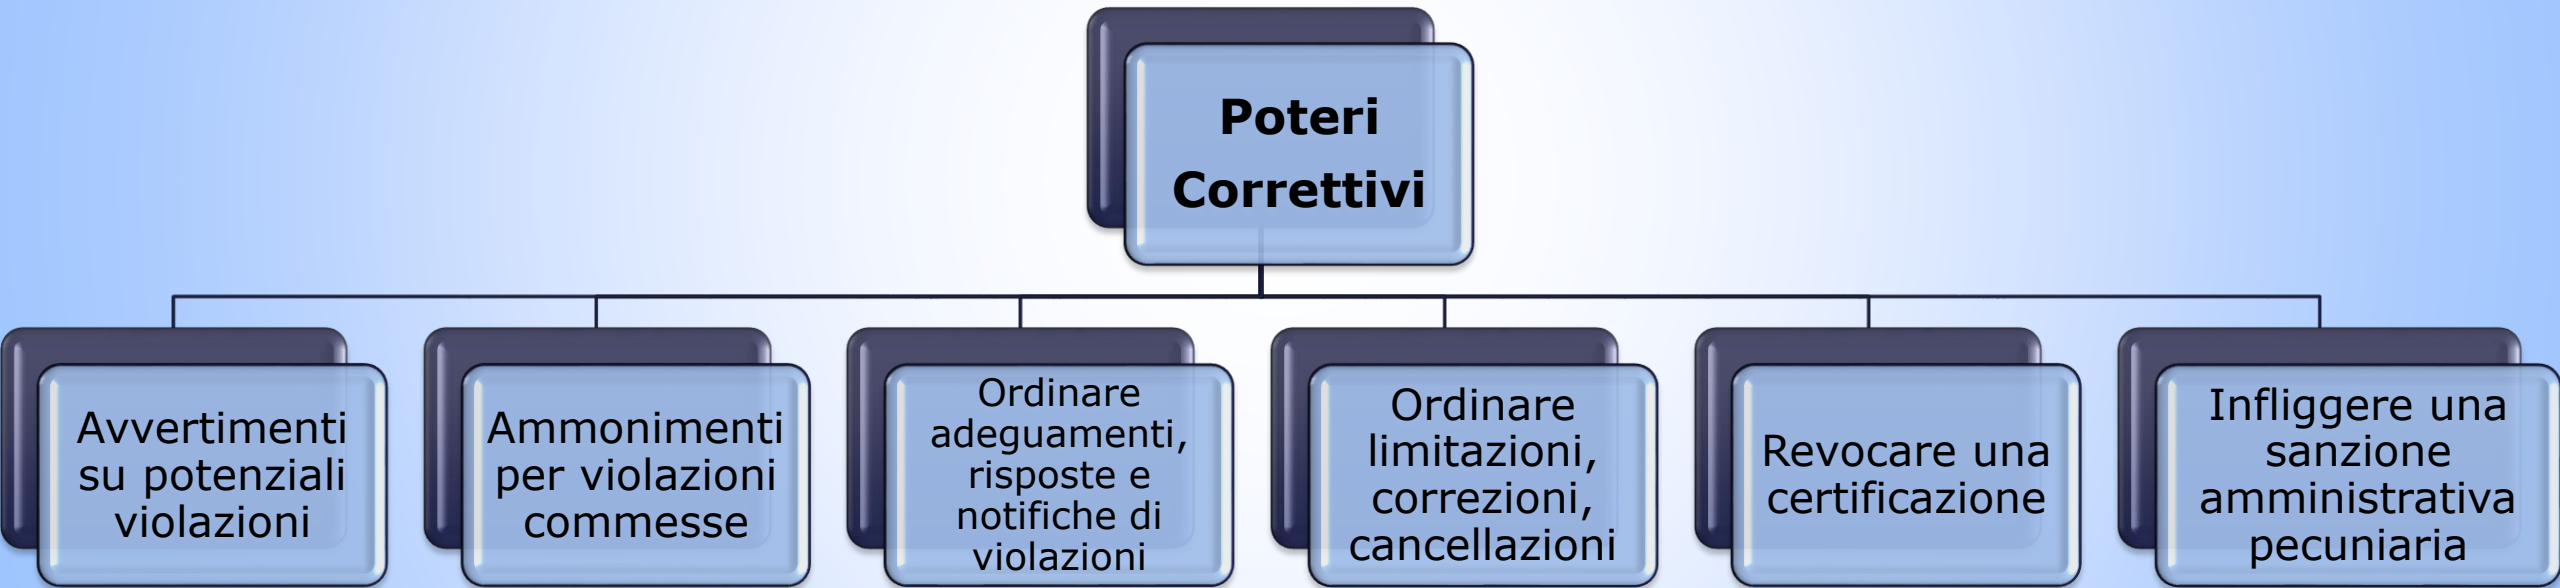 Poteri
Correttivi
Avvertimenti
su potenziali
violazioni
Ammonimenti
per violazioni
commesse
Ordinare
adeguamenti,
risposte e
notifiche di
violazioni
Ordinare
limitazioni,
correzioni,
cancellazioni
Revocare una
certificazione
Infliggere una
sanzione
amministrativa
pecuniaria